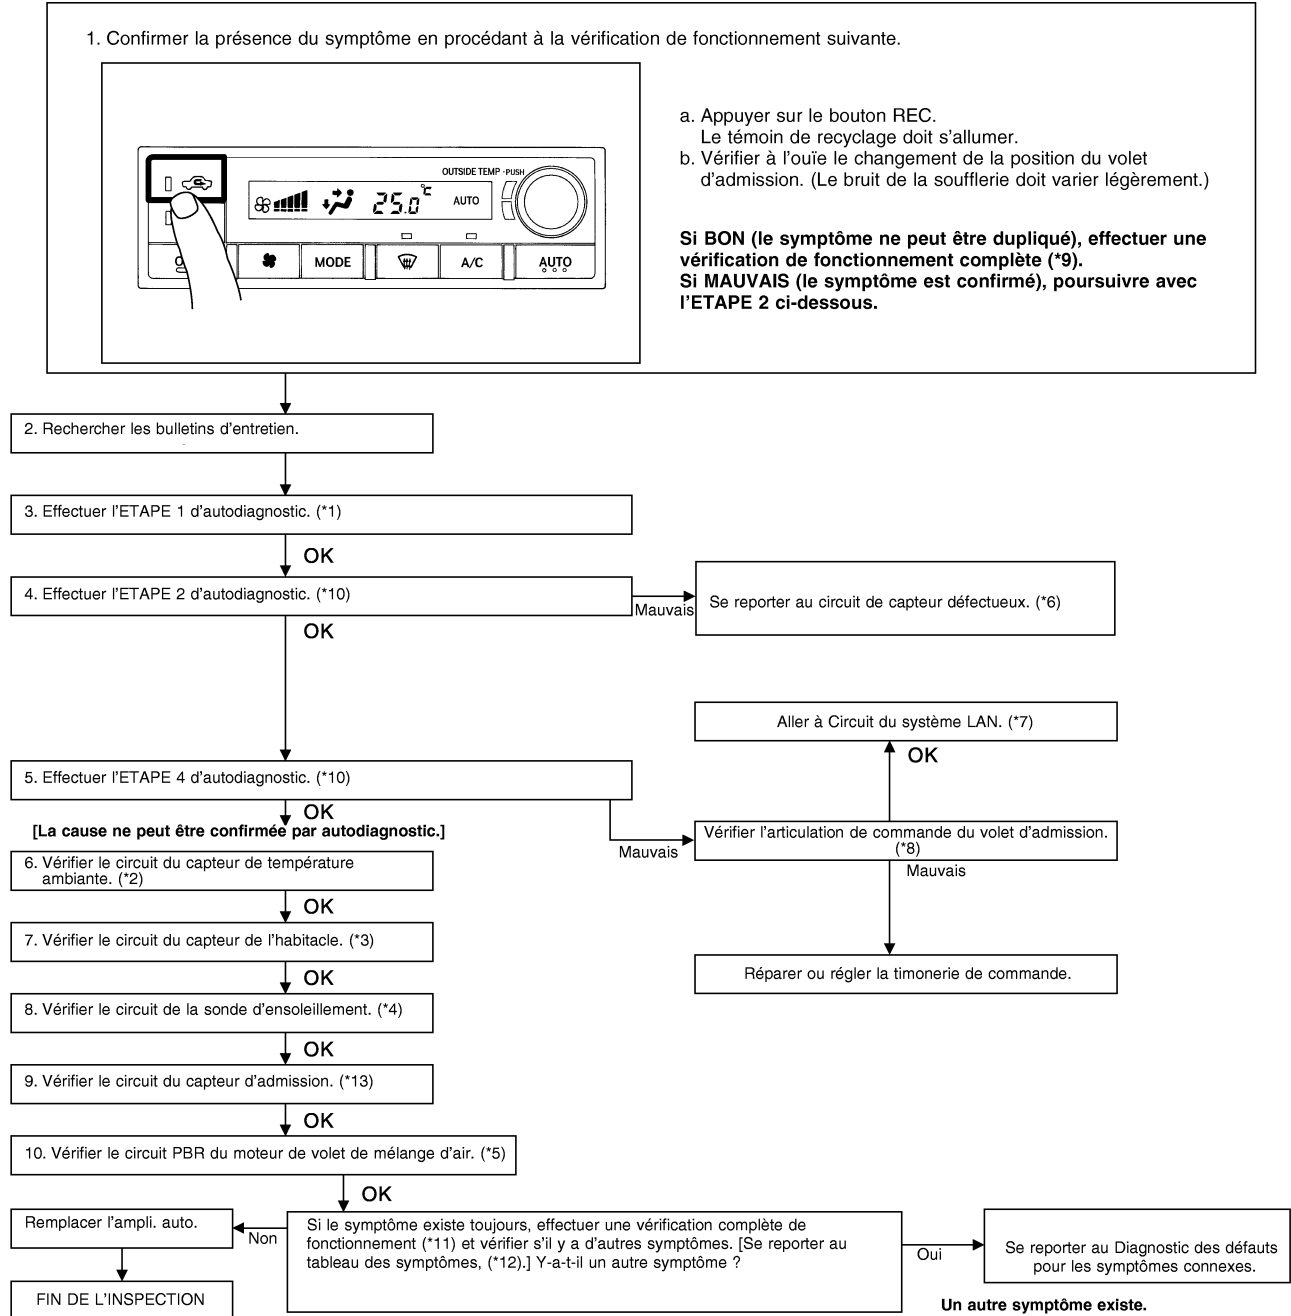 1. Confirmer la présence du symptôme en procédant à la vérification de fonctionnement suivante.
OUTSIDE TEMP · PUSH
25.0°C
AUTO
MODE
A/C
AUTO
a. Appuyer sur le bouton REC.
Le témoin de recyclage doit s'allumer.
b. Vérifier à l'ouïe le changement de la position du volet
d'admission. (Le bruit de la soufflerie doit varier légèrement.)
Si BON (le symptôme ne peut être dupliqué), effectuer une
vérification de fonctionnement complète (*9).
Si MAUVAIS (le symptôme est confirmé), poursuivre avec
l'ETAPE 2 ci-dessous.
2. Rechercher les bulletins d'entretien.
3. Effectuer l'ETAPE 1 d'autodiagnostic. (*1)
OK
4. Effectuer l'ETAPE 2 d'autodiagnostic. (*10)
Mauvais
Se reporter au circuit de capteur défectueux. (*6)
OK
Aller à Circuit du système LAN. (*7)
OK
5. Effectuer l'ETAPE 4 d'autodiagnostic. (*10)
OK
[La cause ne peut être confirmée par autodiagnostic.]
Mauvais
Vérifier l'articulation de commande du volet d'admission.
(*8)
Mauvais
Réparer ou régler la timonerie de commande.
6. Vérifier le circuit du capteur de température
ambiante. (*2)
OK
7. Vérifier le circuit du capteur de l'habitacle. (*3)
OK
8. Vérifier le circuit de la sonde d'ensoleillement. (*4)
OK
9. Vérifier le circuit du capteur d'admission. (*13)
OK
10. Vérifier le circuit PBR du moteur de volet de mélange d'air. (*5)
OK
Remplacer l'ampli. auto.
Non
Si le symptôme existe toujours, effectuer une vérification complète de
fonctionnement (*11) et vérifier s'il y a d'autres symptômes. [Se reporter au
tableau des symptômes, (*12).] Y-a-t-il un autre symptôme ?
Oui
Se reporter au Diagnostic des défauts
pour les symptômes connexes.
FIN DE L'INSPECTION
Un autre symptôme existe.